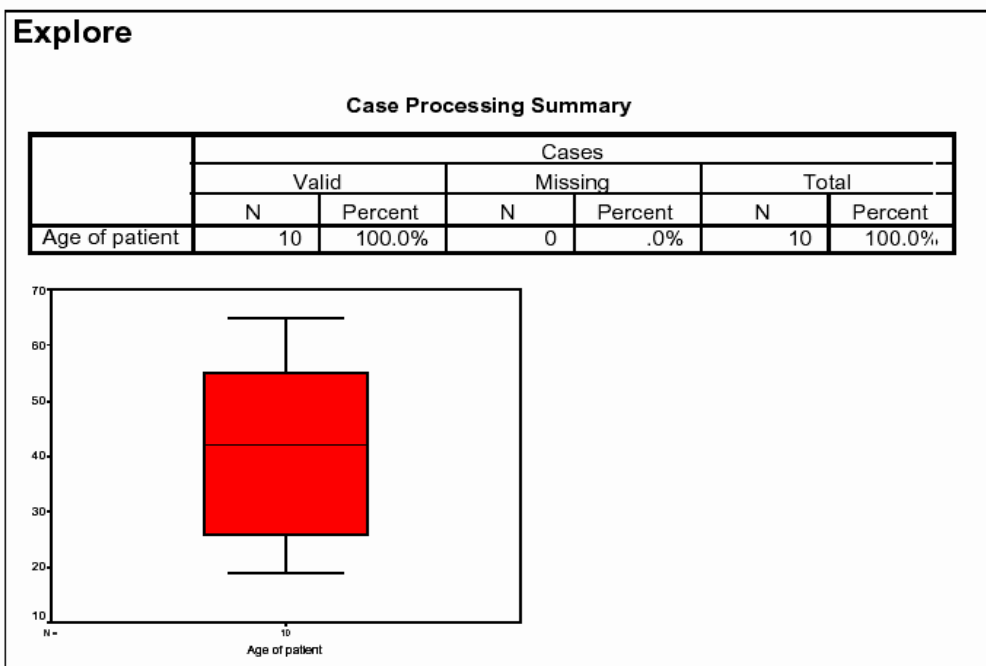 Explore
Case Processing Summary
Cases
Valid Missing Total
N Percent N Percent N Percent
Age of patient 10 100.0% 0 .0% 10 100.0%
70
60
50
40
30
20
10
N = 10
Age of patient